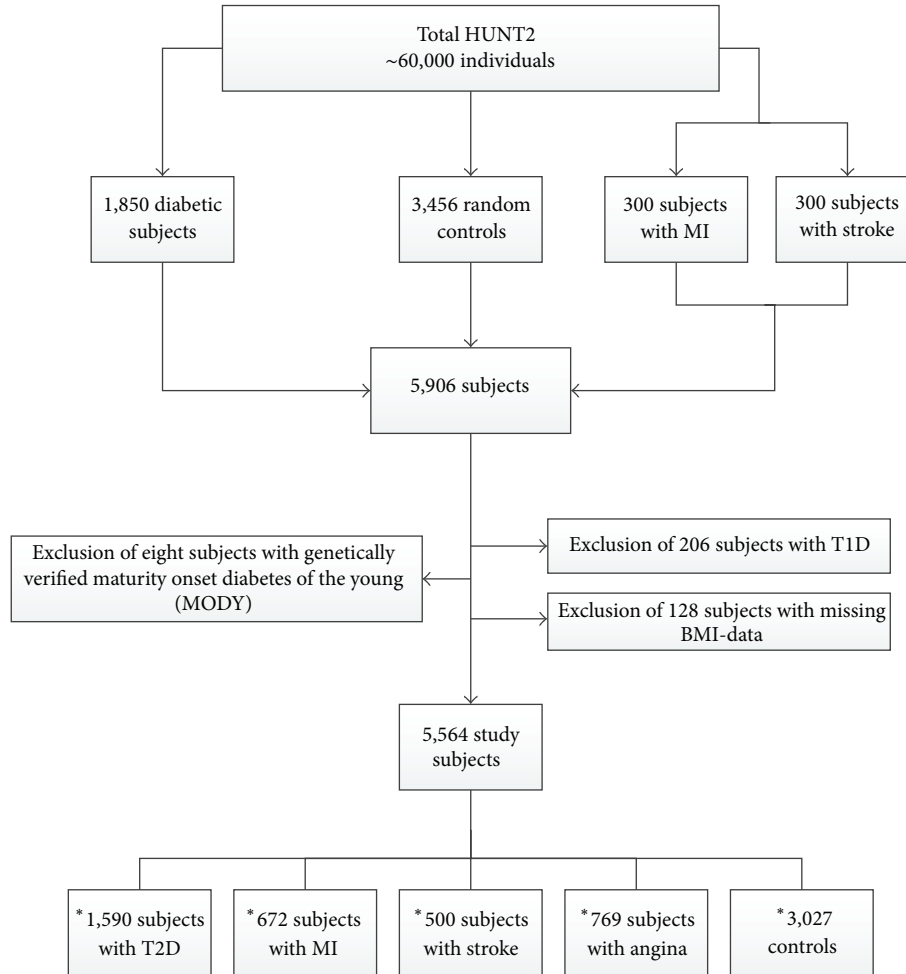 Total HUNT2
~60,000 individuals
1,850 diabetic
subjects
3,456 random
controls
300 subjects
with MI
300 subjects
with stroke
5,906 subjects
Exclusion of eight subjects with genetically
verified maturity onset diabetes of the young
(MODY)
Exclusion of 206 subjects with T1D
Exclusion of 128 subjects with missing
BMI-data
5,564 study
subjects
*1,590 subjects
with T2D
*672 subjects
with MI
*500 subjects
with stroke
*769 subjects
with angina
*3,027
controls